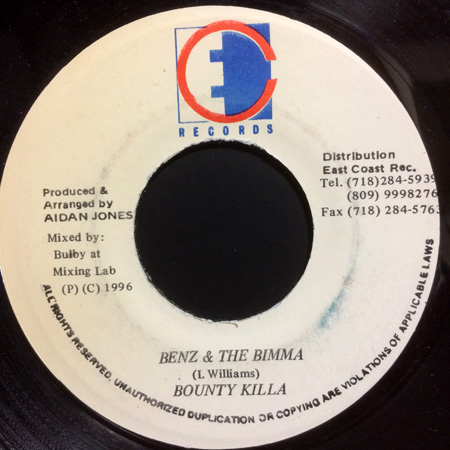 RECORDS
Produced &
Arranged by
AIDAN JONES
Mixed by:
Bulby at
Mixing Lab
(P) (C) 1996
Distribution
East Coast Rec.
Tel. (718)284-5939
(809) 9998276
Fax (718) 284-5763
BENZ & THE BIMMA
(I. Williams)
BOUNTY KILLA
ALL RIGHTS RESERVED. UNAUTHORIZED DUPLICATION OR COPYING ARE VIOLATIONS OF APPLICABLE LAWS